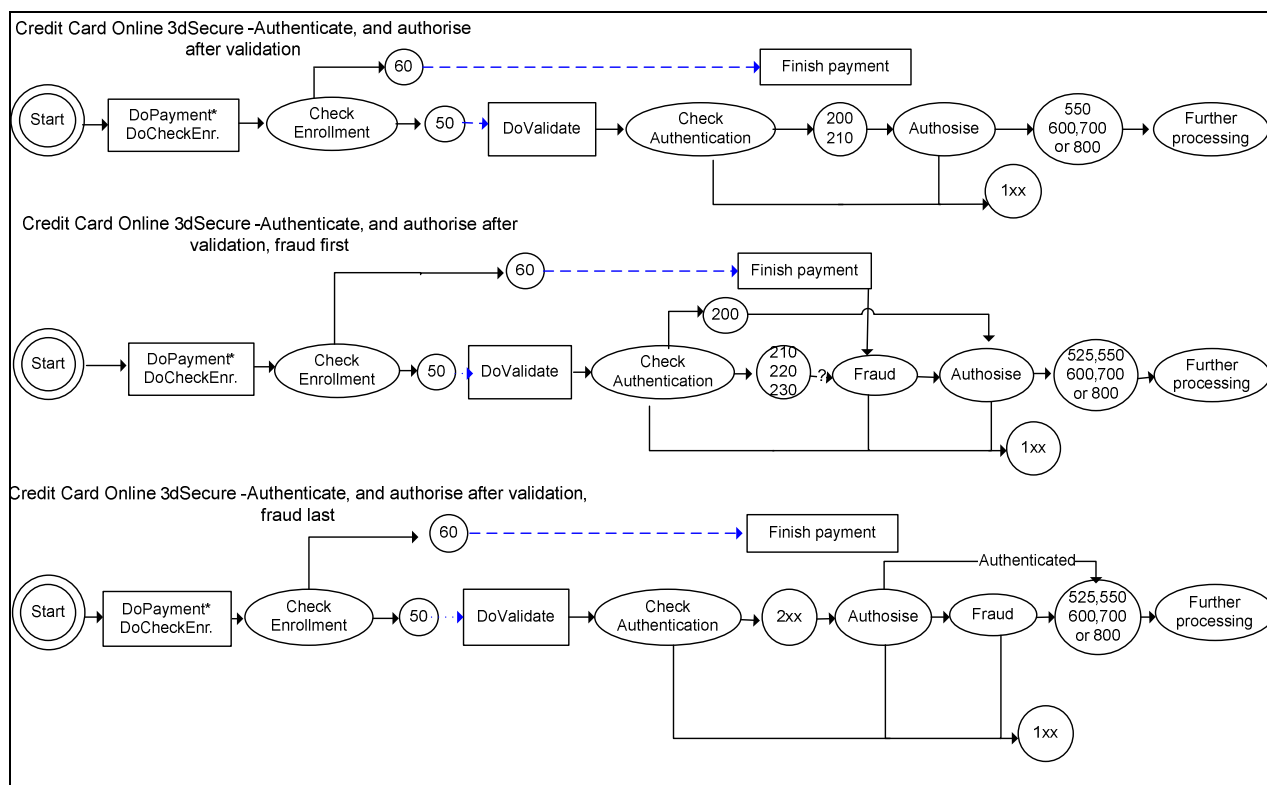 Credit Card Online 3dSecure -Authenticate, and authorise
after validation
60
Finish payment
Start
DoPayment*
DoCheckEnr.
Check
Enrollment
50
DoValidate
Check
Authentication
200
210
Authosise
550
600,700
or 800
Further
processing
1xx
Credit Card Online 3dSecure -Authenticate, and authorise after
validation, fraud first
60
Finish payment
200
Start
DoPayment*
DoCheckEnr.
Check
Enrollment
50
DoValidate
Check
Authentication
210
220
230
?
Fraud
Authosise
525,550
600,700
or 800
Further
processing
1xx
Credit Card Online 3dSecure -Authenticate, and authorise after validation,
fraud last
60
Finish payment
Authenticated
Start
DoPayment*
DoCheckEnr.
Check
Enrollment
50
DoValidate
Check
Authentication
2xx
Authosise
Fraud
525,550
600,700
or 800
Further
processing
1xx